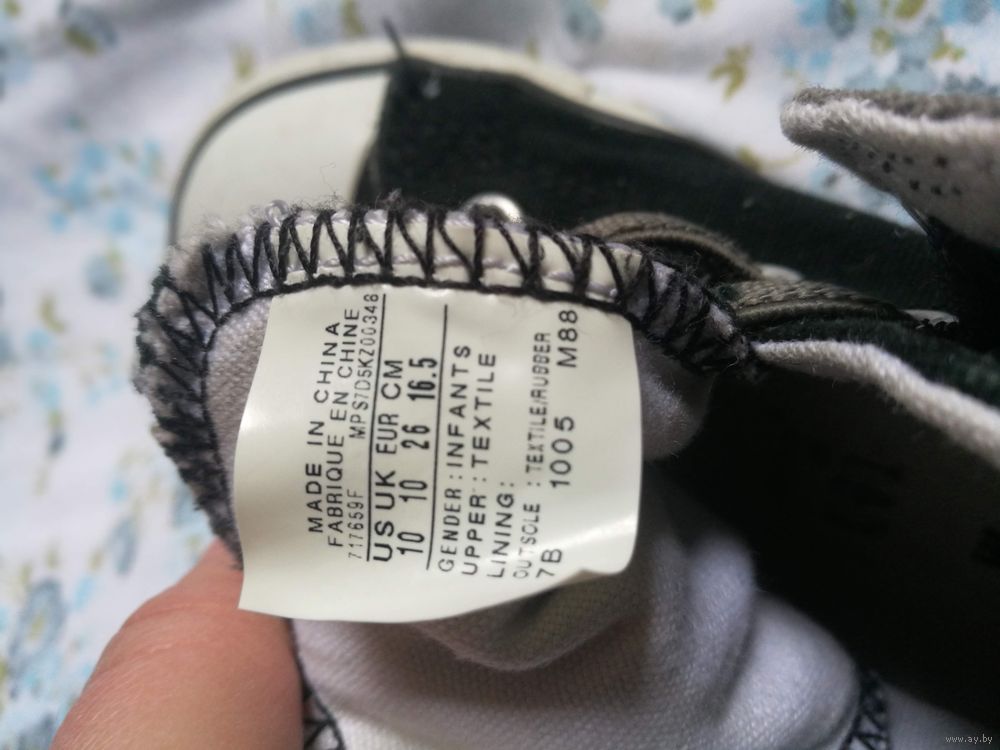 MADE IN CHINA
FABRIQUE EN CHINE
717659F MPS7D5KZ00348
US UK EUR CM
10 10 26 16.5
GENDER : INFANTS
UPPER : TEXTILE
LINING :
OUTSOLE : TEXTILE/RUBBER
7B 1005 M88
www.ay.by